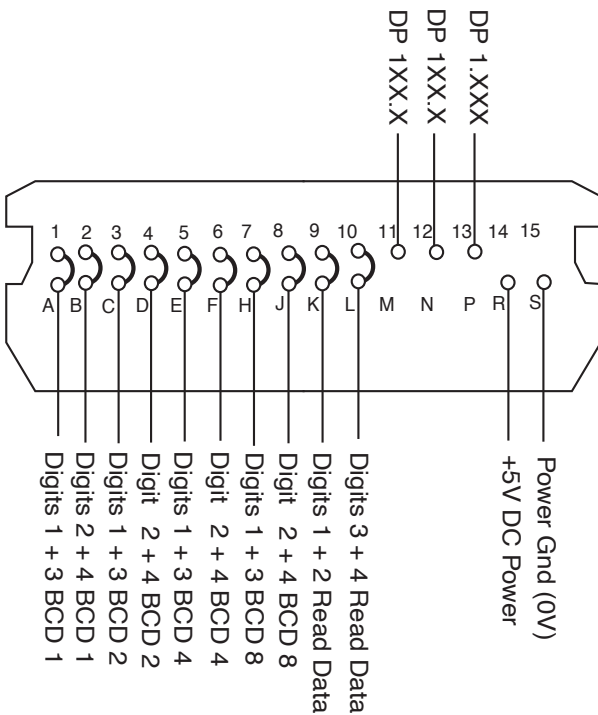 DP 1XX.X
DP 1XX.X
DP 1.XXX
1 2 3 4 5 6 7 8 9 10 11 12 13 14 15
A B C D E F H J K L M N P R S
Digits 1 + 3 BCD 1
Digits 2 + 4 BCD 1
Digits 1 + 3 BCD 2
Digit 2 + 4 BCD 2
Digits 1 + 3 BCD 4
Digit 2 + 4 BCD 4
Digits 1 + 3 BCD 8
Digit 2 + 4 BCD 8
Digits 1 + 2 Read Data
Digits 3 + 4 Read Data
+5V DC Power
Power Gnd (0V)